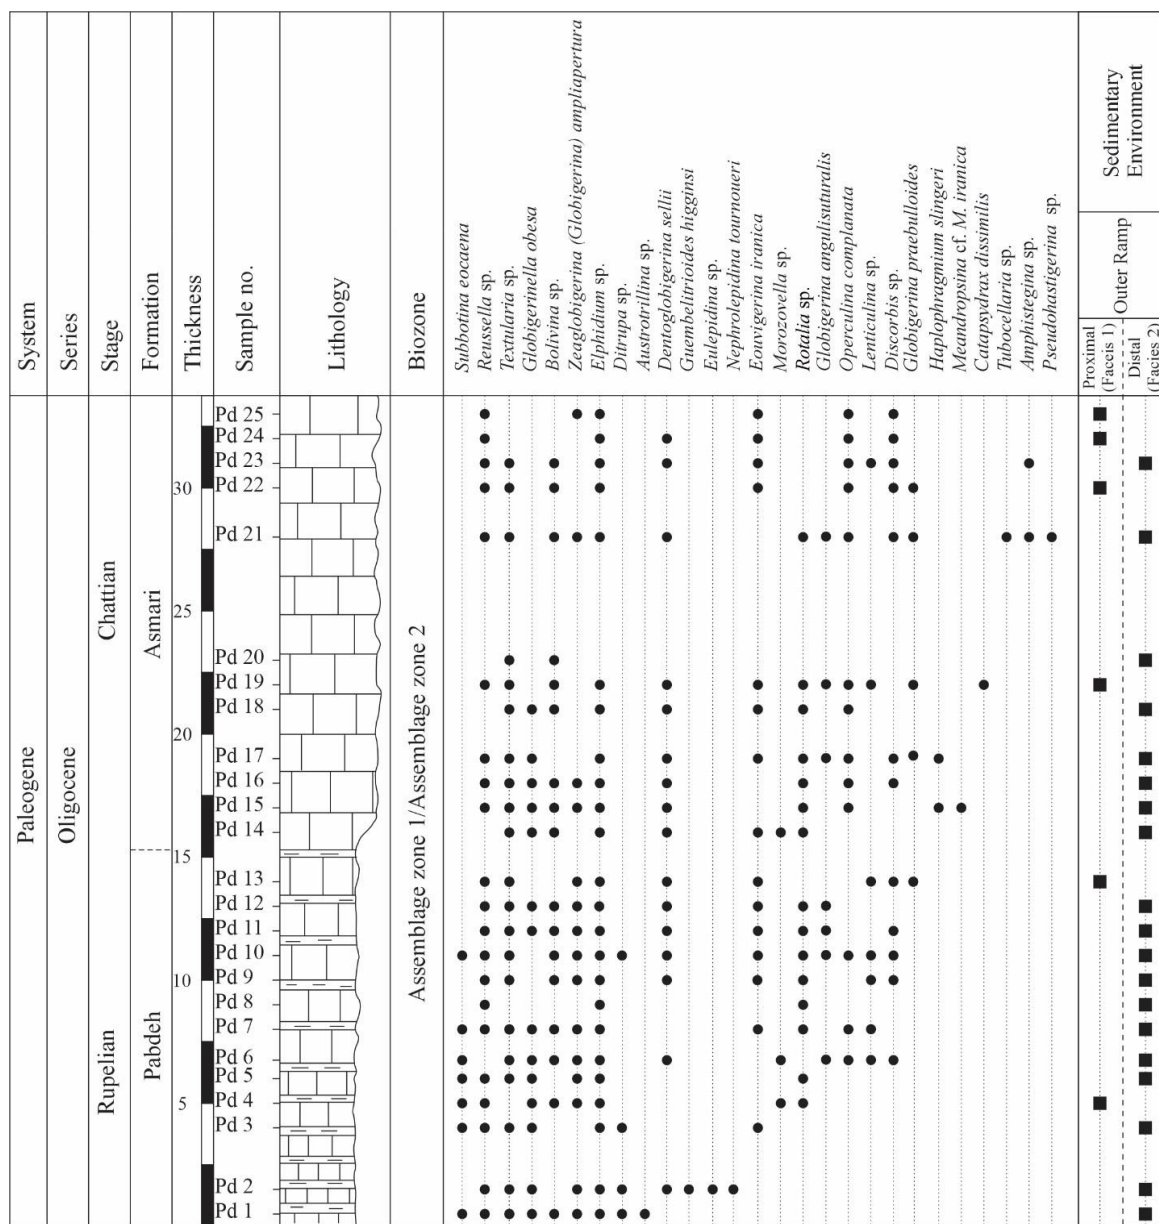 System
Series
Stage
Formation
Thickness
Sample no.
Lithology
Biozone
Subbotina eocaena
Reussella sp.
Textularia sp.
Globigerinella obesa
Bolivina sp.
Zeaglobigerina (Globigerina) ampliapertura
Elphidium sp.
Ditrupa sp.
Austrotrillina sp.
Dentoglobigerina sellii
Guembelitrioides higginsi
Eulepidina sp.
Nephrolepidina tournoueri
Eouvigerina iranica
Morozovella sp.
Rotalia sp.
Globigerina angulisuturalis
Operculina complanata
Lenticulina sp.
Discorbis sp.
Globigerina praebulloides
Haplophragmium slingeri
Meandropsina cf. M. iranica
Catapsydrax dissimilis
Tubocellaria sp.
Amphistegina sp.
Pseudohastigerina sp.
Sedimentary
Environment
Outer Ramp
Proximal
(Faceis 1)
Distal
(Facies 2)
Paleogene
Oligocene
Chattian
Rupelian
Asmari
Pabdeh
30
25
20
15
10
5
Pd 25
Pd 24
Pd 23
Pd 22
Pd 21
Pd 20
Pd 19
Pd 18
Pd 17
Pd 16
Pd 15
Pd 14
Pd 13
Pd 12
Pd 11
Pd 10
Pd 9
Pd 8
Pd 7
Pd 6
Pd 5
Pd 4
Pd 3
Pd 2
Pd 1
Assemblage zone 1/Assemblage zone 2